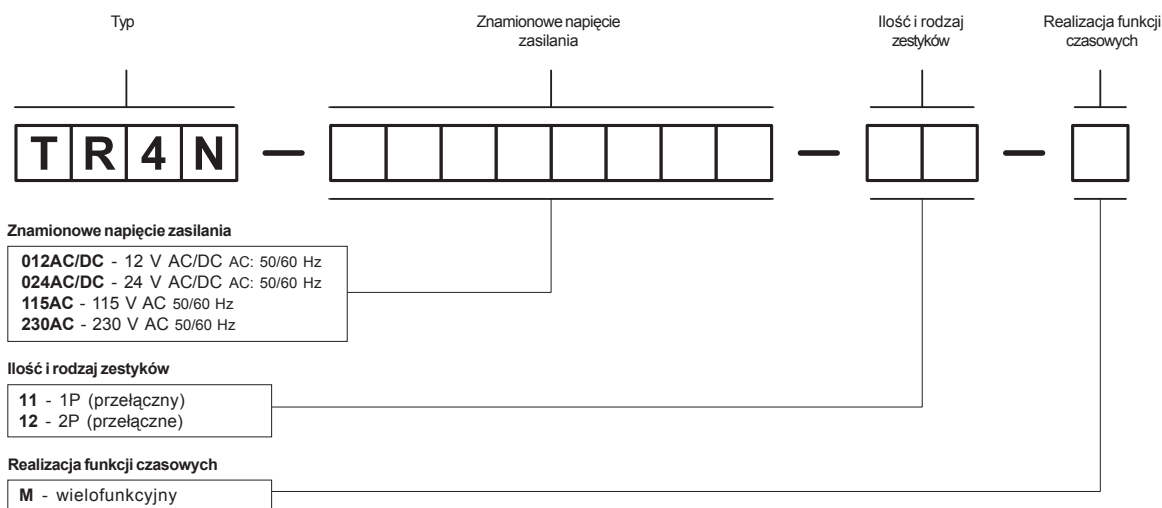 Typ
Znamionowe napięcie
zasilania
Ilość i rodzaj
zestyków
Realizacja funkcji
czasowych
TR4N – –  –
Znamionowe napięcie zasilania
012AC/DC - 12 V AC/DC AC: 50/60 Hz
024AC/DC - 24 V AC/DC AC: 50/60 Hz
115AC - 115 V AC 50/60 Hz
230AC - 230 V AC 50/60 Hz
Ilość i rodzaj zestyków
11 - 1P (przełączny)
12 - 2P (przełączne)
Realizacja funkcji czasowych
M - wielofunkcyjny